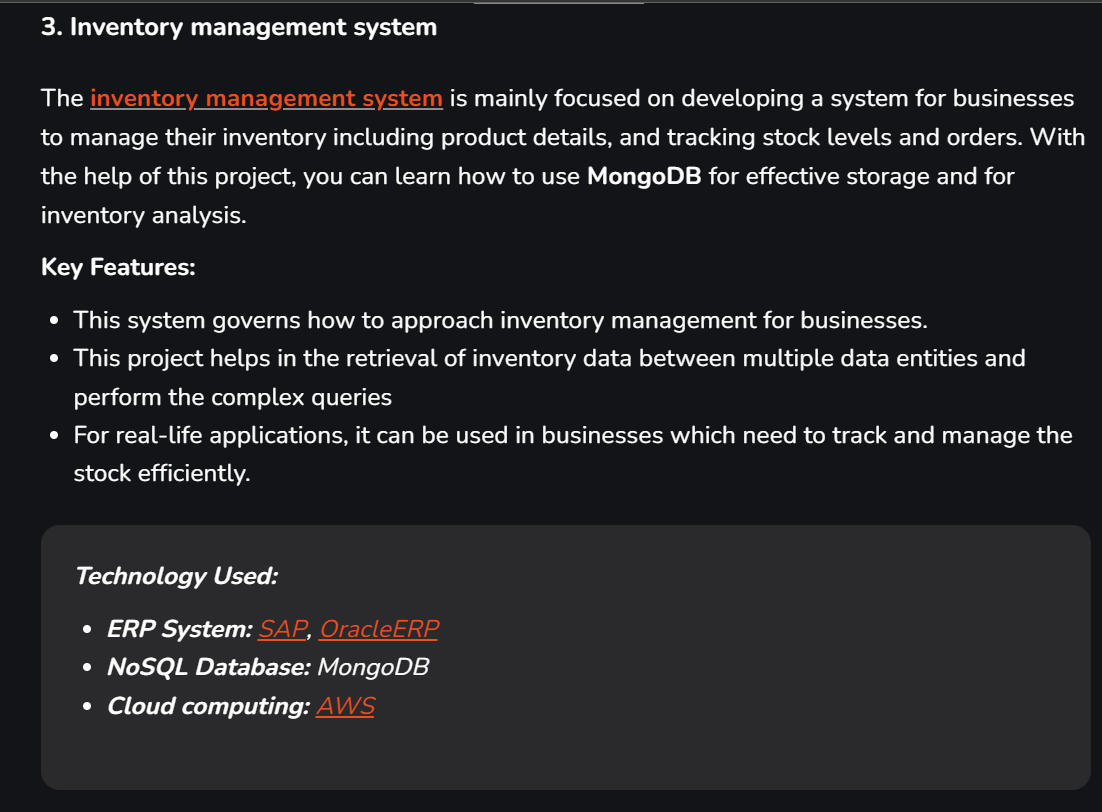 3. Inventory management system
The inventory management system is mainly focused on developing a system for businesses
to manage their inventory including product details, and tracking stock levels and orders. With
the help of this project, you can learn how to use MongoDB for effective storage and for
inventory analysis.
Key Features:
• This system governs how to approach inventory management for businesses.
• This project helps in the retrieval of inventory data between multiple data entities and
perform the complex queries
• For real-life applications, it can be used in businesses which need to track and manage the
stock efficiently.
Technology Used:
• ERP System: SAP, OracleERP
• NoSQL Database: MongoDB
• Cloud computing: AWS